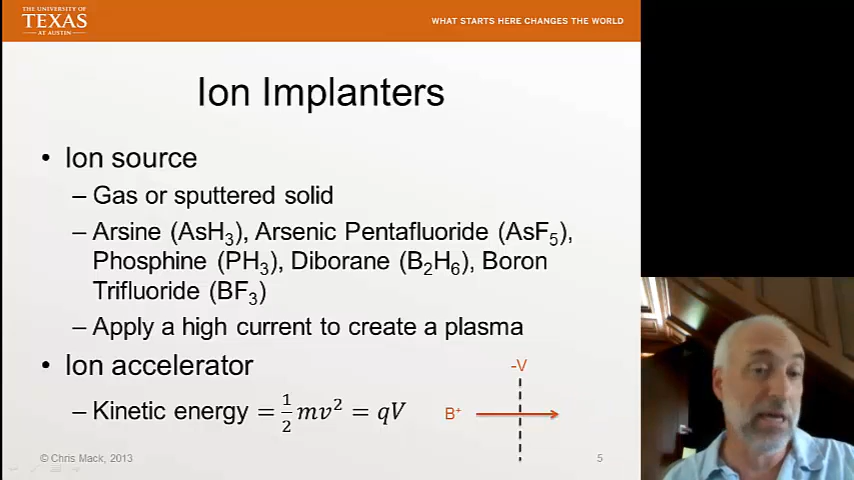 THE UNIVERSITY OF
TEXAS
AT AUSTIN
WHAT STARTS HERE CHANGES THE WORLD
Ion Implanters
• Ion source
– Gas or sputtered solid
– Arsine (AsH₃), Arsenic Pentafluoride (AsF₅),
Phosphine (PH₃), Diborane (B₂H₆), Boron
Trifluoride (BF₃)
– Apply a high current to create a plasma
• Ion accelerator
-V
– Kinetic energy = ½mv² = qV
B⁺
© Chris Mack, 2013
5